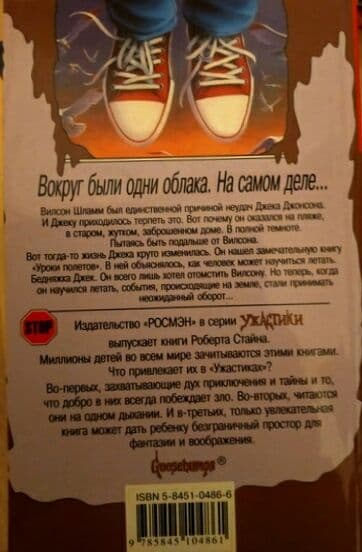 Вокруг были одни облака. На самом деле...
Вилсон Шламм был единственной причиной неудач Джека Джонсона.
И Джеку приходилось терпеть это. Вот почему он оказался на пляже,
в старом, жутком, заброшенном доме. В полной темноте.
Пытаясь быть подальше от Вилсона.
Вот тогда-то жизнь Джека круто изменилась. Он нашел замечательную книгу
«Уроки полетов». В ней объяснялось, как человек может научиться летать.
Бедняжка Джек. Он всего лишь хотел отомстить Вилсону. Но теперь, когда
он научился летать, события, происходящие на земле, стали принимать
неожиданный оборот...
STOP
Издательство «РОСМЭН» в серии УЖАСТИКИ
выпускает книги Роберта Стайна.
Миллионы детей во всем мире зачитываются этими книгами.
Что привлекает их в «Ужастиках»?
Во-первых, захватывающие дух приключения и тайны и то,
что добро в них всегда побеждает зло. Во-вторых, читаются
они на одном дыхании. И в-третьих, только увлекательная
книга может дать ребенку безграничный простор для
фантазии и воображения.
Goosebumps ®
ISBN 5-8451-0486-6
9 785845 104861